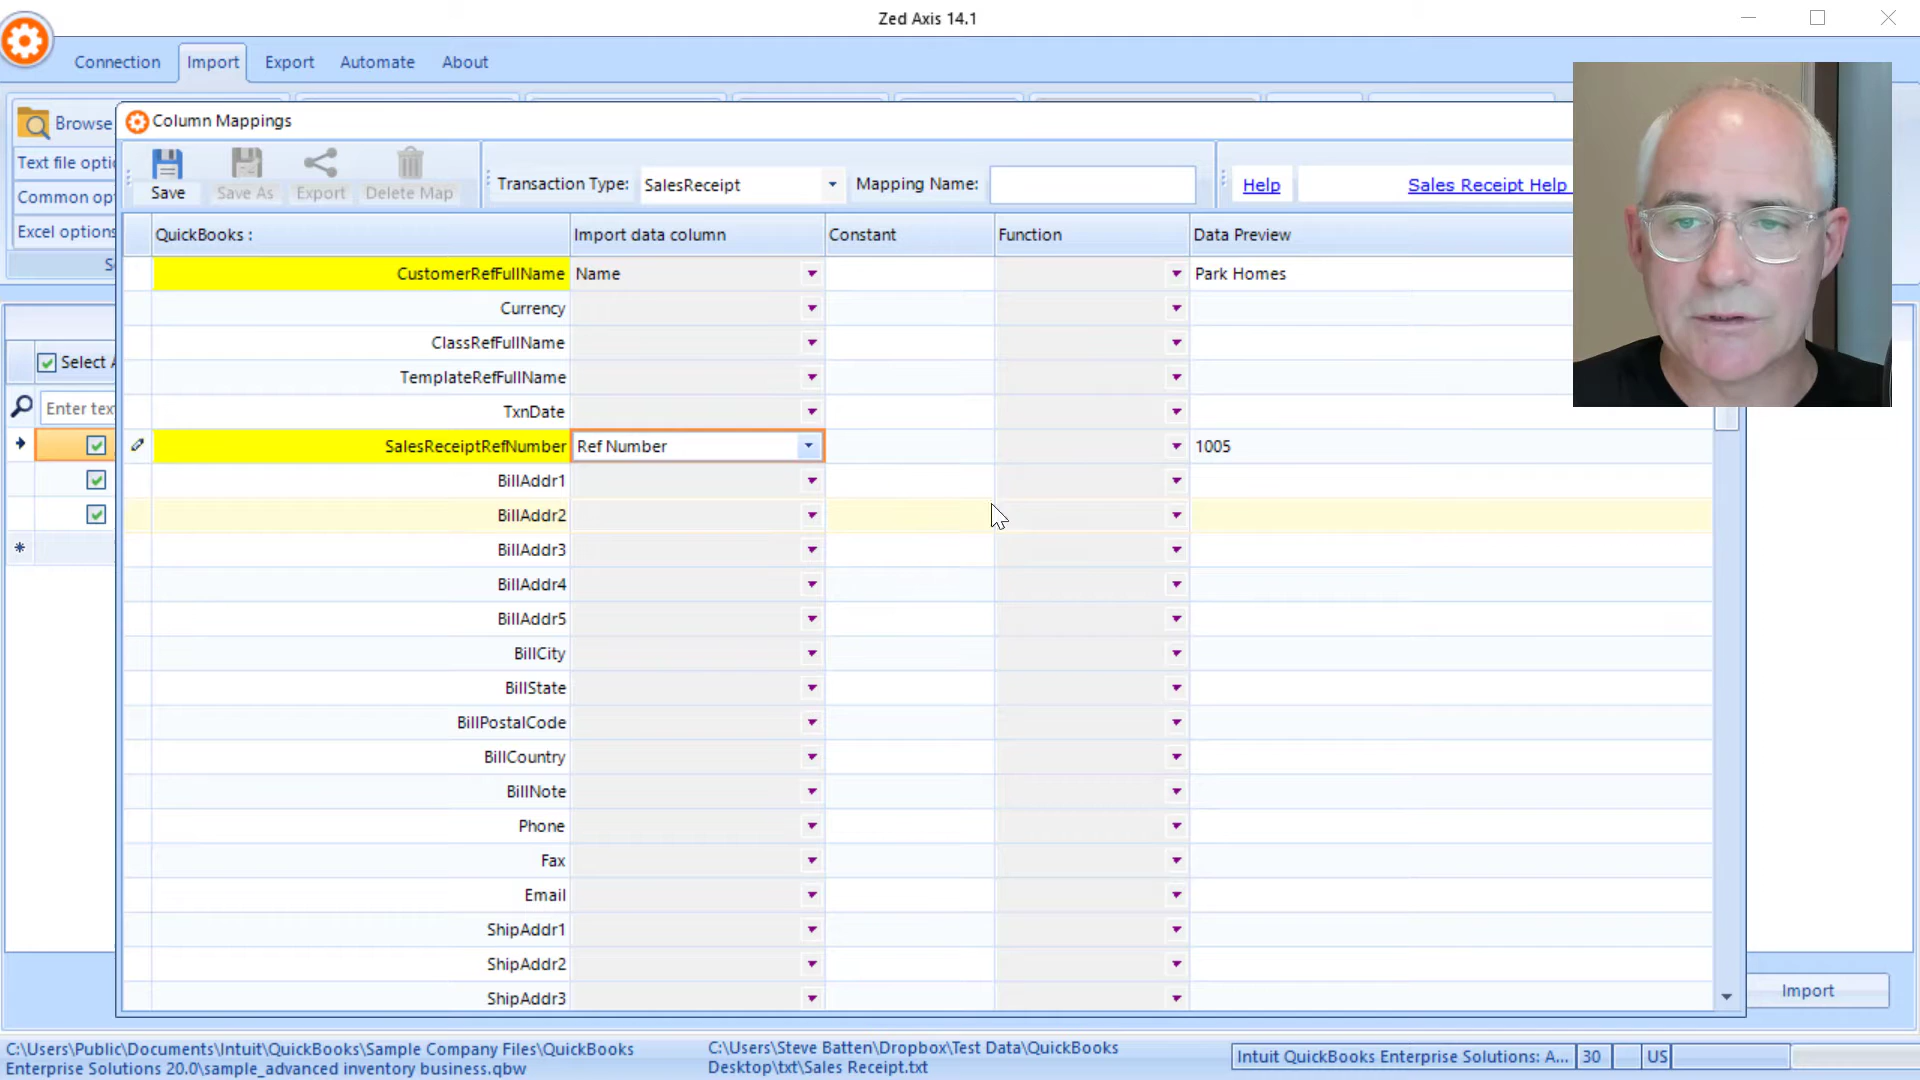 Zed Axis 14.1
Connection Import Export Automate About
Browse
Text file opti
Common opt
Excel options
S
Column Mappings
Save Save As Export Delete Map Transaction Type: SalesReceipt Mapping Name: Help Sales Receipt Help
QuickBooks : Import data column Constant Function Data Preview
CustomerRefFullName Name Park Homes
Currency
ClassRefFullName
Select A
TemplateRefFullName
Enter tex
TxnDate
SalesReceiptRefNumber Ref Number 1005
BillAddr1
BillAddr2
BillAddr3
BillAddr4
BillAddr5
BillCity
BillState
BillPostalCode
BillCountry
BillNote
Phone
Fax
Email
ShipAddr1
ShipAddr2
ShipAddr3
Import
C:\Users\Public\Documents\Intuit\QuickBooks\Sample Company Files\QuickBooks
Enterprise Solutions 20.0\sample_advanced inventory business.qbw
C:\Users\Steve Batten\Dropbox\Test Data\QuickBooks
Desktop\txt\Sales Receipt.txt
Intuit QuickBooks Enterprise Solutions: A... 30 US